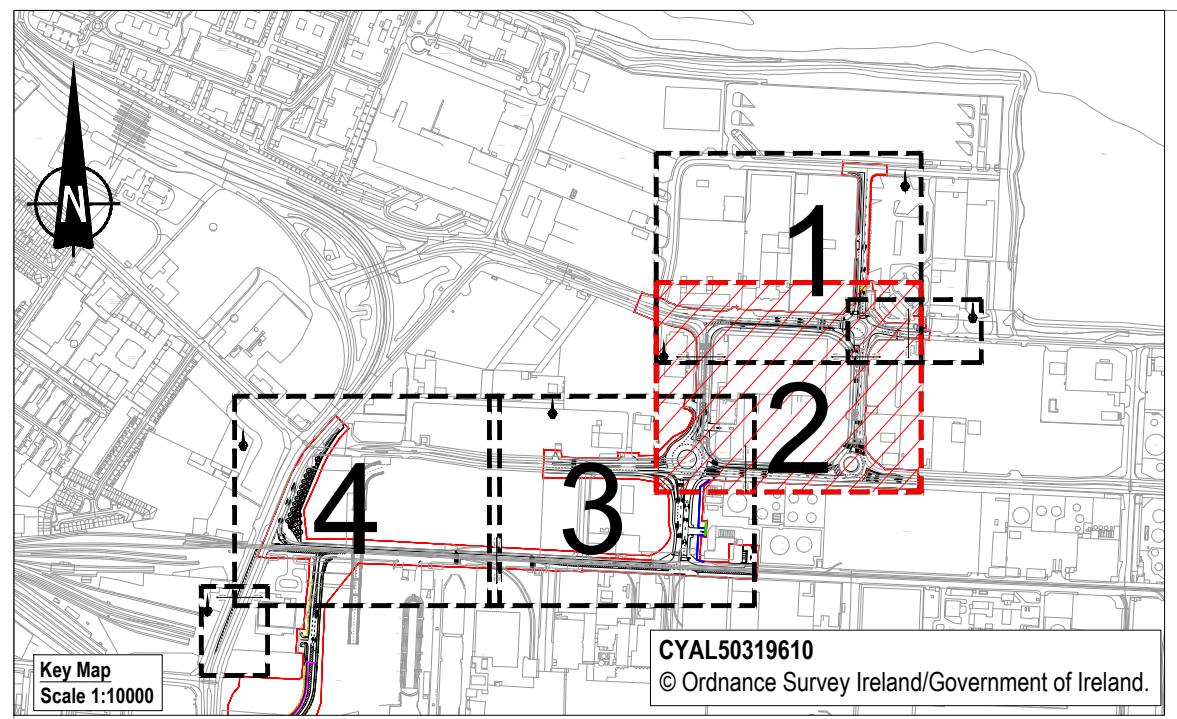 N
1
2
3
4
Key Map
Scale 1:10000
CYAL50319610
© Ordnance Survey Ireland/Government of Ireland.